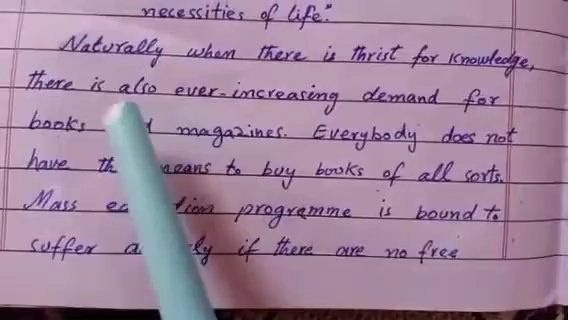 necessities of life."
Naturally when there is thrist for knowledge,
there is also ever-increasing demand for
books magazines. Everybody does not
have means to buy books of all sorts.
Mass programme is bound to
suffer if there are no free